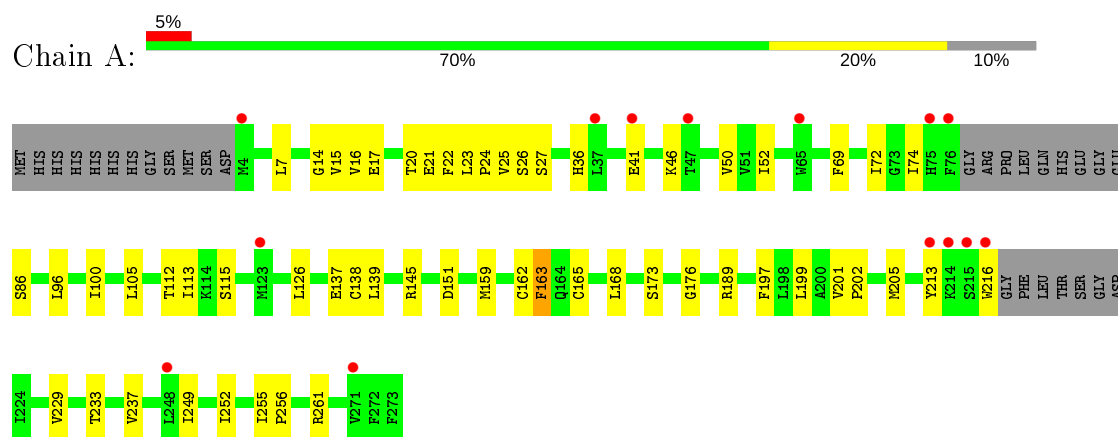 5%
Chain A:
70% 20% 10%
MET HIS HIS HIS HIS HIS HIS GLY SER MET SER ASP M4 L7 G14 V15 V16 E17 T20 E21 F22 L23 P24 V25 S26 S27 H36 L37 E41 K46 T47 V50 V51 I52 W65 F69 I72 G73 I74 H75 F76 GLY ARG PRO LEU GLN HIS GLU GLY GLU
S86 L96 I100 L105 T112 I113 K114 S115 M123 L126 E137 C138 L139 R145 D151 M159 C162 F163 Q164 C165 L168 S173 G176 R189 F197 L198 L199 A200 V201 P202 M205 Y213 K214 S215 W216 GLY PHE LEU THR SER GLY ASP
I224 V229 T233 V237 L248 I249 I252 I255 P256 R261 V271 F272 F273